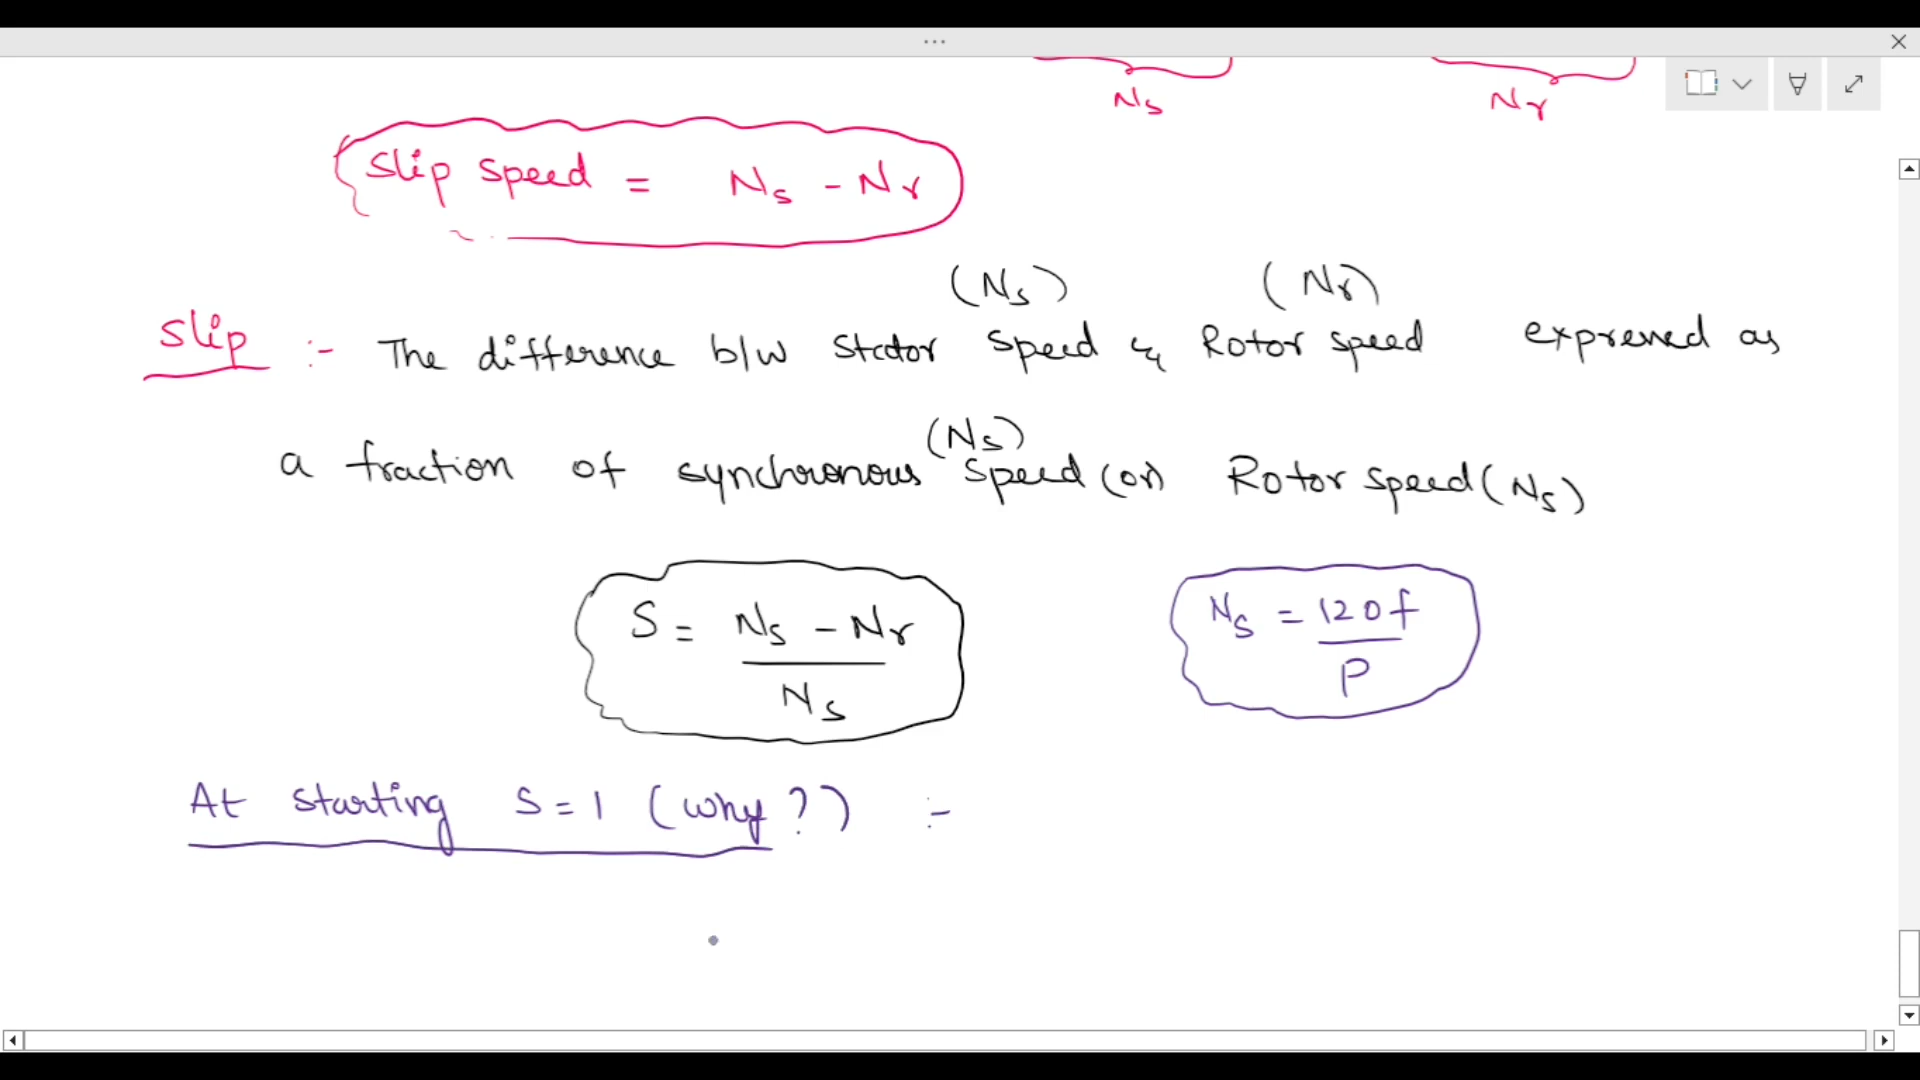 Ns Nr
Slip speed = Ns - Nr
(Ns) (Nr)
Slip :- The difference b/w Stator speed & Rotor speed expressed as
(Ns)
a fraction of synchronous speed (or) Rotor speed (Ns)
S = Ns - Nr / Ns
Ns = 120f / P
At starting S = 1 (why?) :-